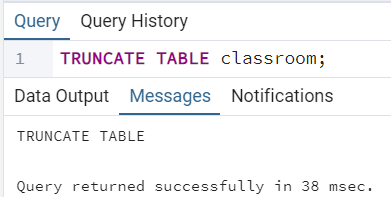 Query Query History
1 TRUNCATE TABLE classroom;
Data Output Messages Notifications
TRUNCATE TABLE
Query returned successfully in 38 msec.